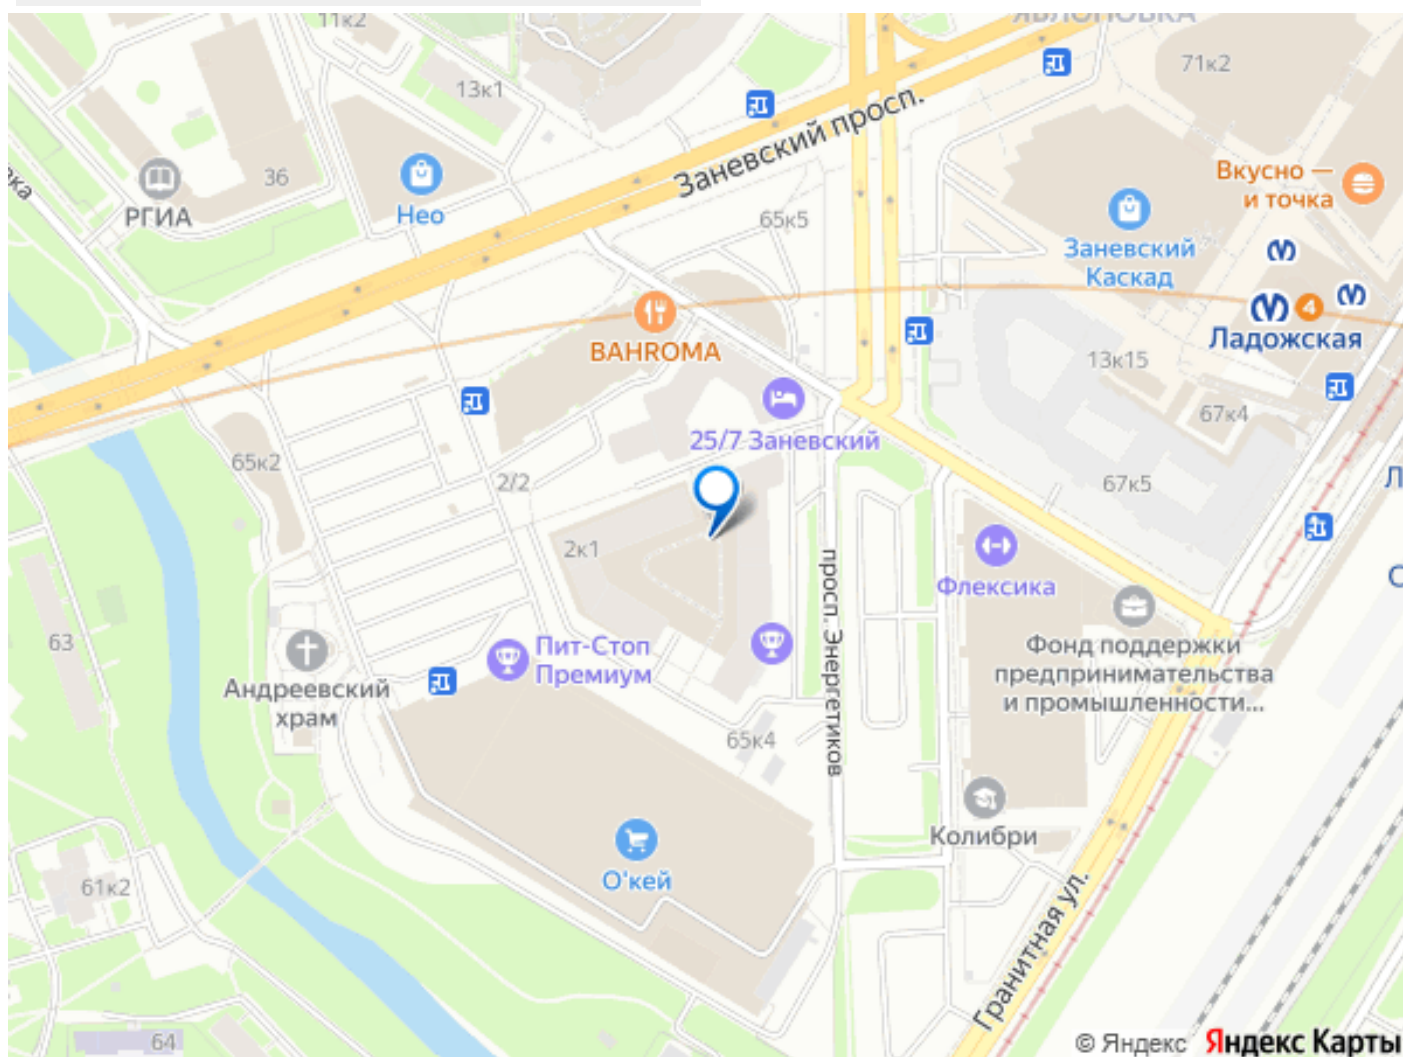 11к2
ЯБЛОНОВКА
71к2
13к1
Заневский просп.
Вкусно —
и точка
36
РГИА
Нео
65к5
Заневский
Каскад
4
Ладожская
BAHROMA
13к15
67к4
25/7 Заневский
65к2
2/2
67к5
2к1
просп. Энергетиков
Флексика
63
Пит-Стоп
Премиум
Фонд поддержки
предпринимательства
и промышленности...
Андреевский
храм
65к4
Колибри
О'кей
61к2
Гранитная ул.
64
© Яндекс Яндекс Карты